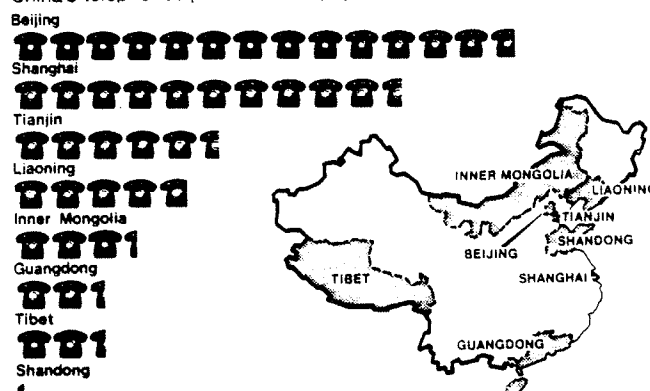 Beijing
Shanghai
Tianjin
Liaoning
Inner Mongolia
Guangdong
Tibet
Shandong
INNER MONGOLIA
LIAONING
TIANJIN
BEIJING
SHANDONG
TIBET
SHANGHAI
GUANGDONG